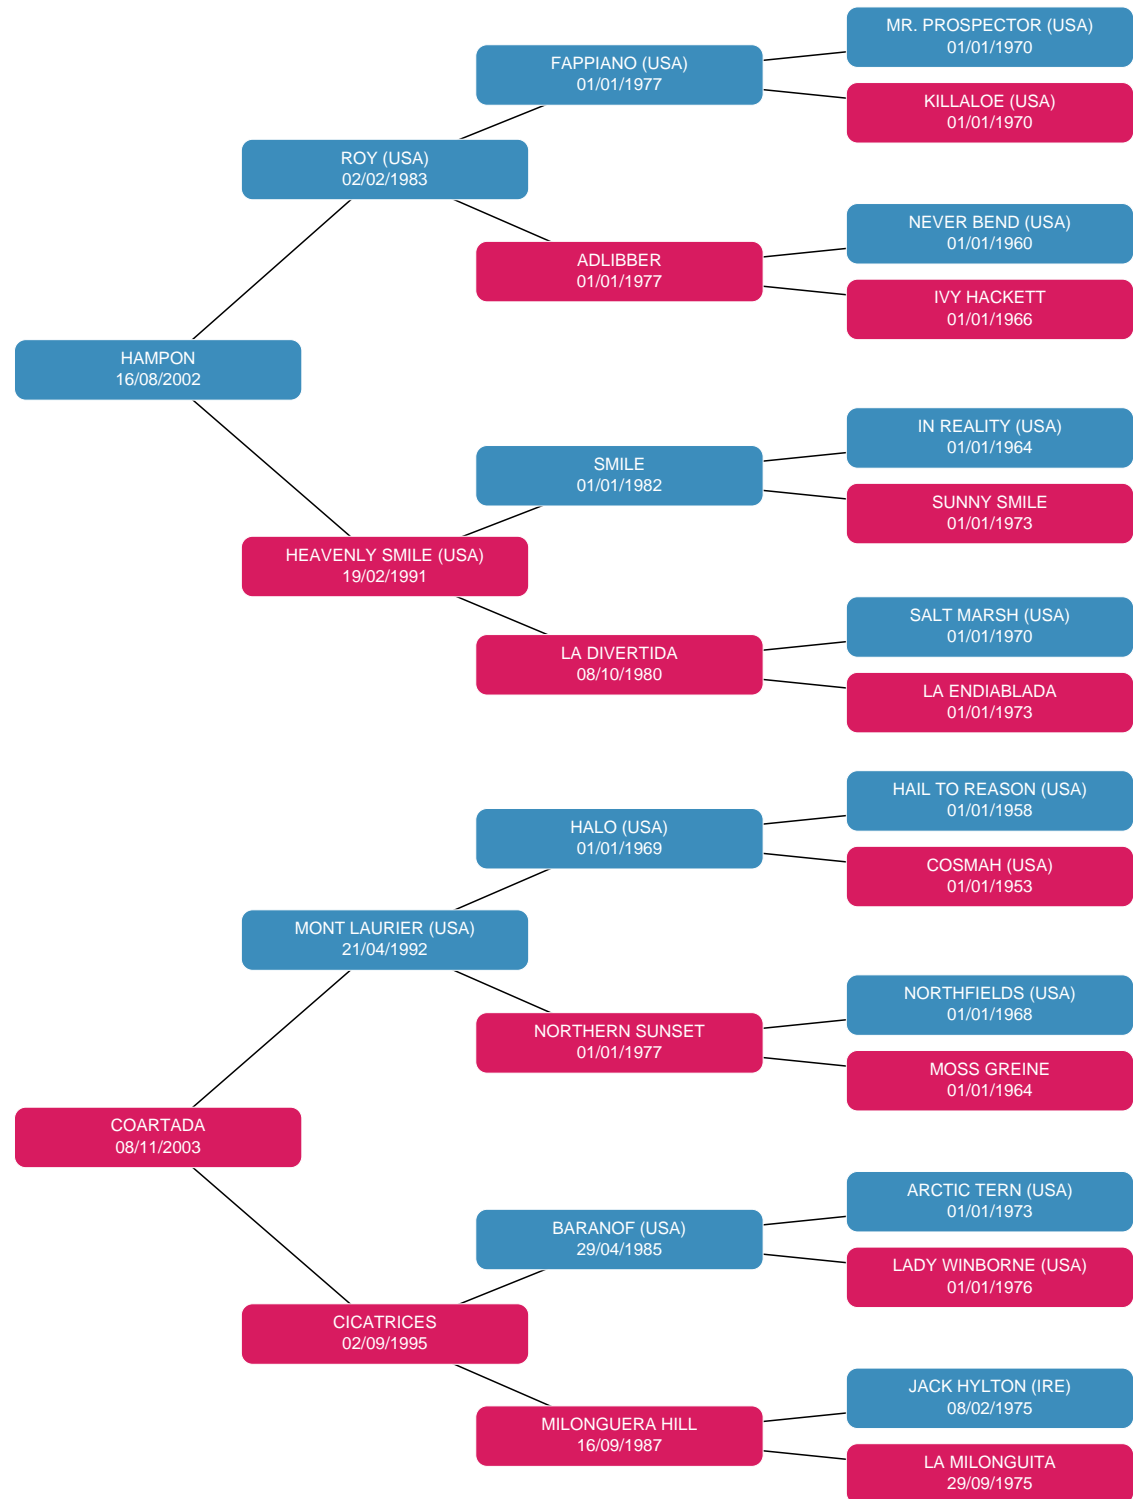 MR. PROSPECTOR (USA)
01/01/1970
FAPPIANO (USA)
01/01/1977
KILLALOE (USA)
01/01/1970
ROY (USA)
02/02/1983
NEVER BEND (USA)
01/01/1960
ADLIBBER
01/01/1977
IVY HACKETT
01/01/1966
HAMPON
16/08/2002
IN REALITY (USA)
01/01/1964
SMILE
01/01/1982
SUNNY SMILE
01/01/1973
HEAVENLY SMILE (USA)
19/02/1991
SALT MARSH (USA)
01/01/1970
LA DIVERTIDA
08/10/1980
LA ENDIABLADA
01/01/1973
HAIL TO REASON (USA)
01/01/1958
HALO (USA)
01/01/1969
COSMAH (USA)
01/01/1953
MONT LAURIER (USA)
21/04/1992
NORTHFIELDS (USA)
01/01/1968
NORTHERN SUNSET
01/01/1977
MOSS GREINE
01/01/1964
COARTADA
08/11/2003
ARCTIC TERN (USA)
01/01/1973
BARANOF (USA)
29/04/1985
LADY WINBORNE (USA)
01/01/1976
CICATRICES
02/09/1995
JACK HYLTON (IRE)
08/02/1975
MILONGUERA HILL
16/09/1987
LA MILONGUITA
29/09/1975